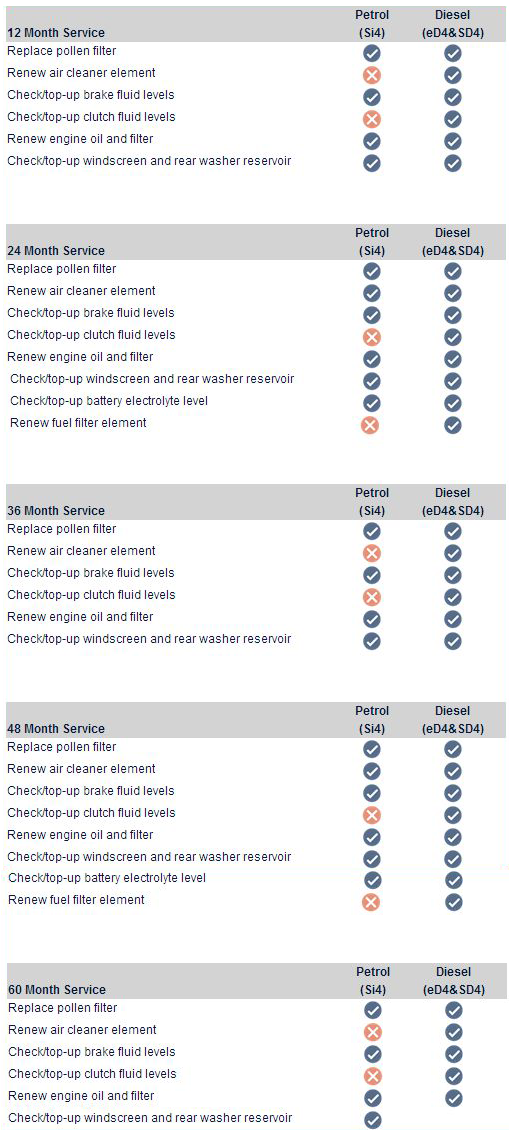 Petrol Diesel
12 Month Service (Si4) (eD4&SD4)
Replace pollen filter
Renew air cleaner element
Check/top-up brake fluid levels
Check/top-up clutch fluid levels
Renew engine oil and filter
Check/top-up windscreen and rear washer reservoir
Petrol Diesel
24 Month Service (Si4) (eD4&SD4)
Replace pollen filter
Renew air cleaner element
Check/top-up brake fluid levels
Check/top-up clutch fluid levels
Renew engine oil and filter
Check/top-up windscreen and rear washer reservoir
Check/top-up battery electrolyte level
Renew fuel filter element
Petrol Diesel
36 Month Service (Si4) (eD4&SD4)
Replace pollen filter
Renew air cleaner element
Check/top-up brake fluid levels
Check/top-up clutch fluid levels
Renew engine oil and filter
Check/top-up windscreen and rear washer reservoir
Petrol Diesel
48 Month Service (Si4) (eD4&SD4)
Replace pollen filter
Renew air cleaner element
Check/top-up brake fluid levels
Check/top-up clutch fluid levels
Renew engine oil and filter
Check/top-up windscreen and rear washer reservoir
Check/top-up battery electrolyte level
Renew fuel filter element
Petrol Diesel
60 Month Service (Si4) (eD4&SD4)
Replace pollen filter
Renew air cleaner element
Check/top-up brake fluid levels
Check/top-up clutch fluid levels
Renew engine oil and filter
Check/top-up windscreen and rear washer reservoir